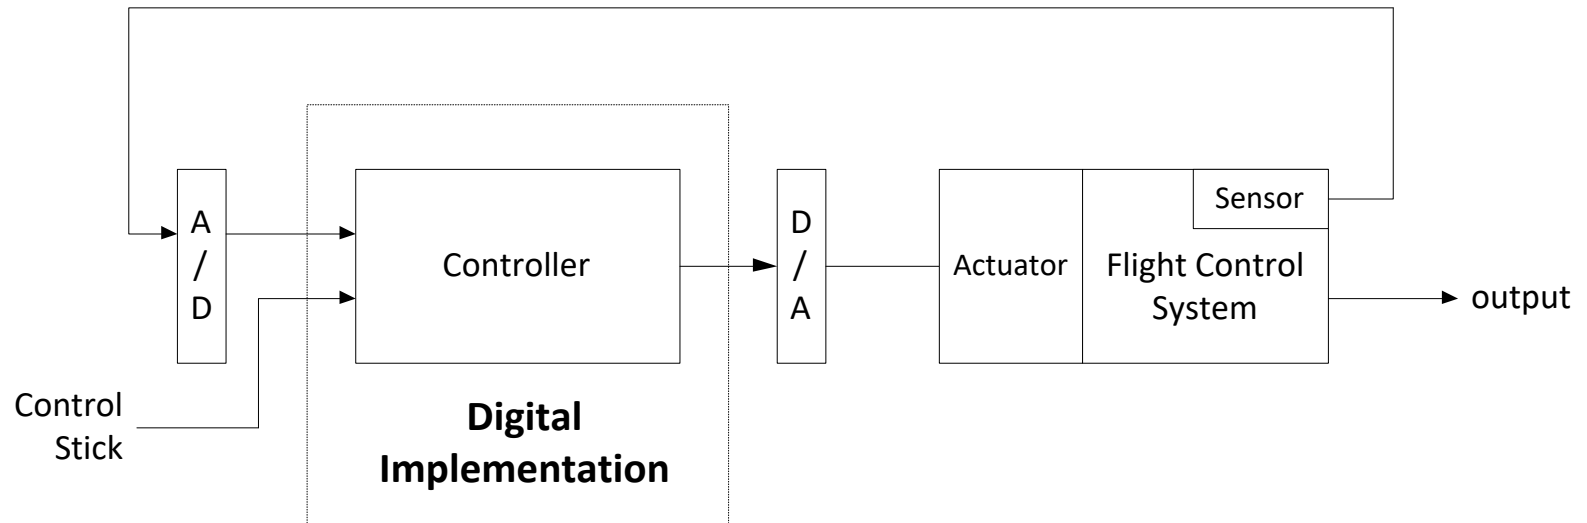 A
/
D
Controller
D
/
A
Actuator
Sensor
Flight Control
System
output
Control
Stick
Digital
Implementation